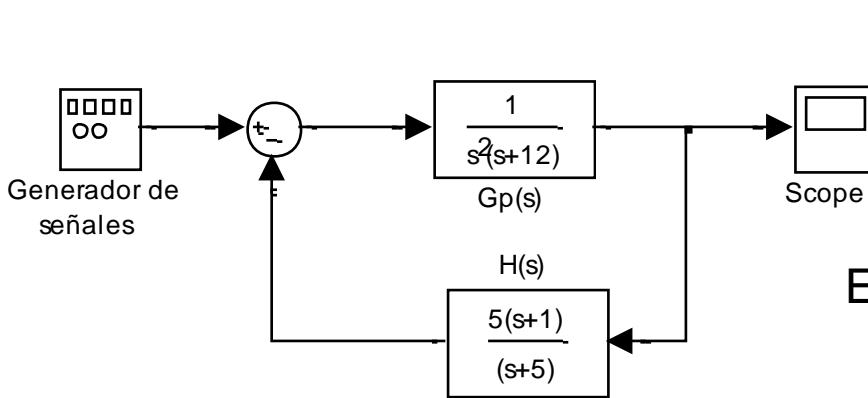 1
s²(s+12)
Generador de
señales
Gp(s)
Scope
H(s)
E
5(s+1)
(s+5)